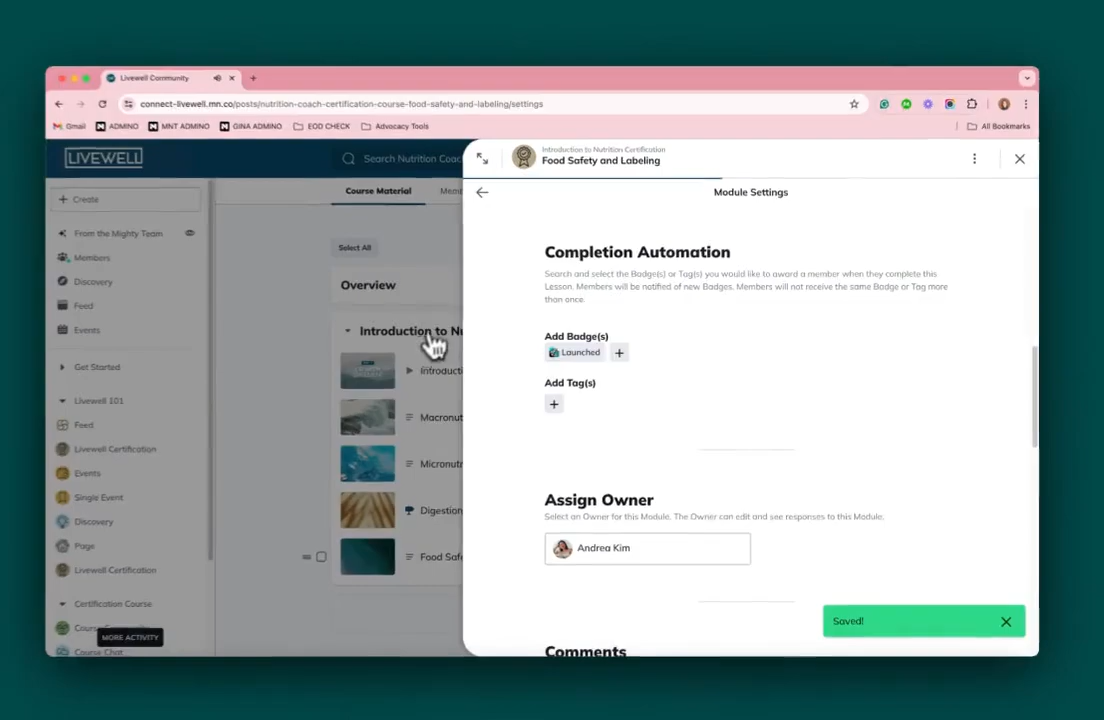 Livewell Community
connect-livewell.mn.co/posts/nutrition-coach-certification-course-food-safety-and-labeling/settings
Gmail
ADMINO
MNT ADMINO
GINA ADMINO
EOD CHECK
Advocacy Tools
All Bookmarks
LIVEWELL
Search Nutrition Coac
Create
From the Mighty Team
Members
Discovery
Feed
Events
Get Started
Livewell 101
Feed
Livewell Certification
Events
Single Event
Discovery
Page
Livewell Certification
Certification Course
Cours
MORE ACTIVITY
Course Chat
Course Material
Mem
Select All
Overview
Introduction to Nu
Introducti
Macronut
Micronutr
Digestion
Food Safe
Introduction to Nutrition Certification
Food Safety and Labeling
Module Settings
Completion Automation
Search and select the Badge(s) or Tag(s) you would like to award a member when they complete this
Lesson. Members will be notified of new Badges. Members will not receive the same Badge or Tag more
than once.
Add Badge(s)
Launched
Add Tag(s)
Assign Owner
Select an Owner for this Module. The Owner can edit and see responses to this Module.
Andrea Kim
Saved!
Comments